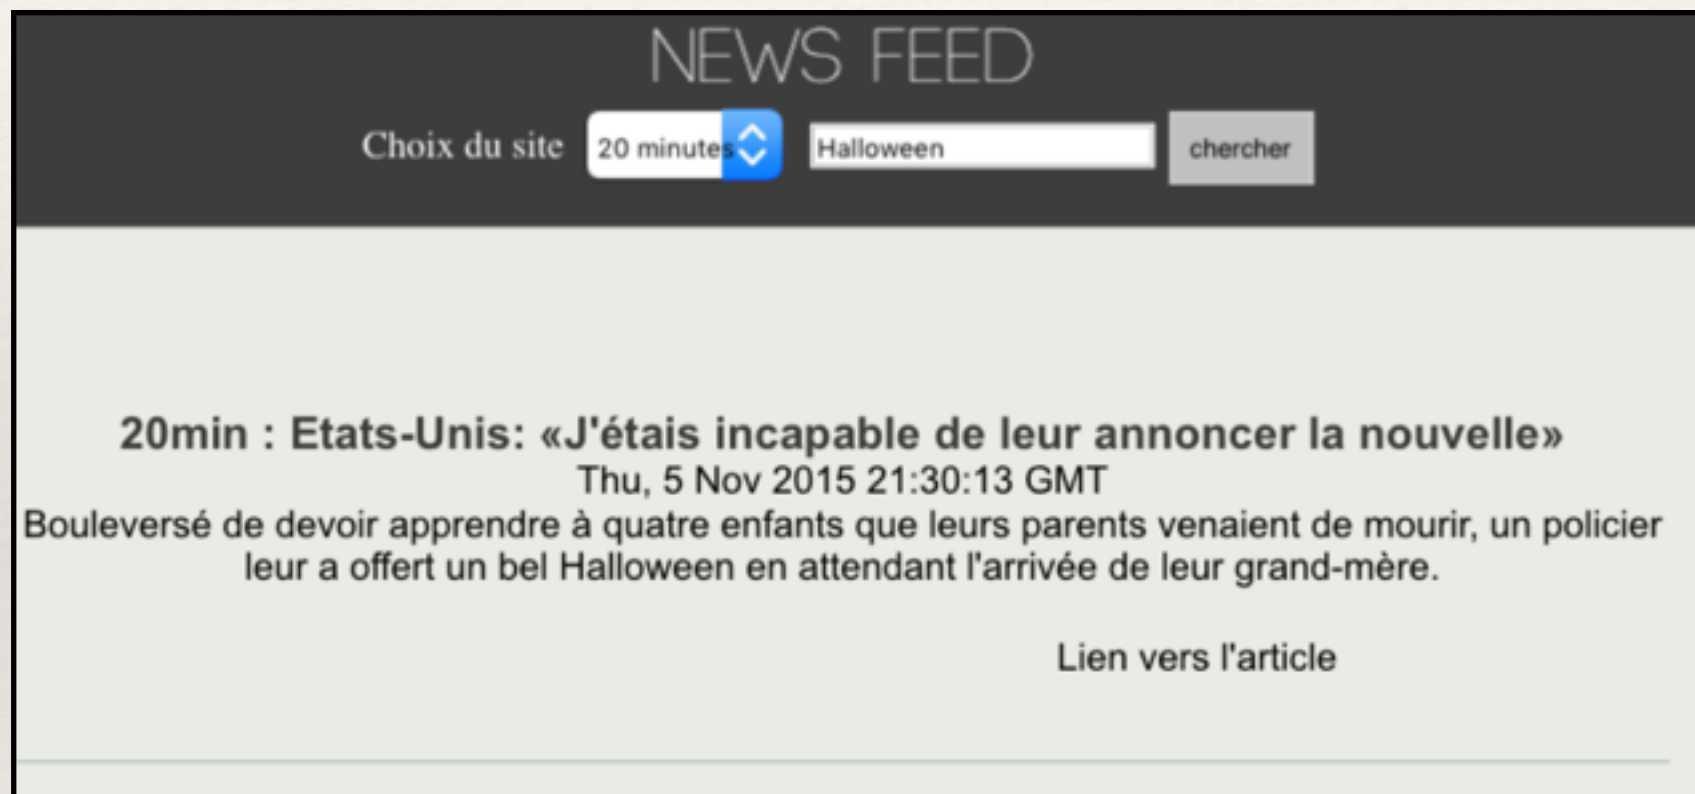 NEWS FEED
Choix du site 20 minutes Halloween chercher
20min : Etats-Unis: «J'étais incapable de leur annoncer la nouvelle»
Thu, 5 Nov 2015 21:30:13 GMT
Bouleversé de devoir apprendre à quatre enfants que leurs parents venaient de mourir, un policier
leur a offert un bel Halloween en attendant l'arrivée de leur grand-mère.
Lien vers l'article